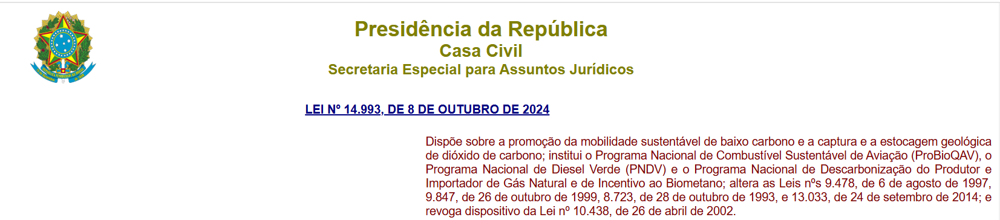 Presidência da República
Casa Civil
Secretaria Especial para Assuntos Jurídicos
LEI Nº 14.993, DE 8 DE OUTUBRO DE 2024
Dispõe sobre a promoção da mobilidade sustentável de baixo carbono e a captura e a estocagem geológica
de dióxido de carbono; institui o Programa Nacional de Combustível Sustentável de Aviação (ProBioQAV), o
Programa Nacional de Diesel Verde (PNDV) e o Programa Nacional de Descarbonização do Produtor e
Importador de Gás Natural e de Incentivo ao Biometano; altera as Leis nºs 9.478, de 6 de agosto de 1997,
9.847, de 26 de outubro de 1999, 8.723, de 28 de outubro de 1993, e 13.033, de 24 de setembro de 2014; e
revoga dispositivo da Lei nº 10.438, de 26 de abril de 2002.